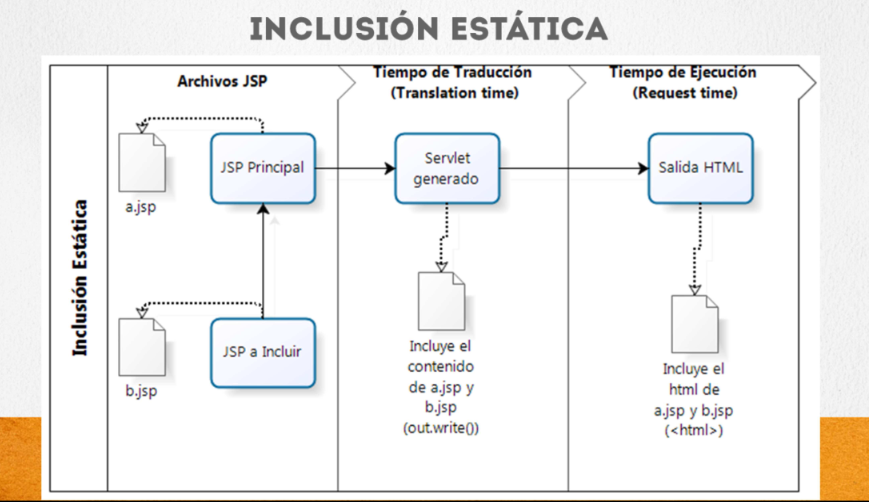 INCLUSIÓN ESTÁTICA
Archivos JSP
Tiempo de Traducción
(Translation time)
Tiempo de Ejecución
(Request time)
Inclusión Estática
a.jsp
JSP Principal
Servlet
generado
Salida HTML
b.jsp
JSP a Incluir
Incluye el
contenido
de a.jsp y
b.jsp
(out.write())
Incluye el
html de
a.jsp y b.jsp
(<html>)